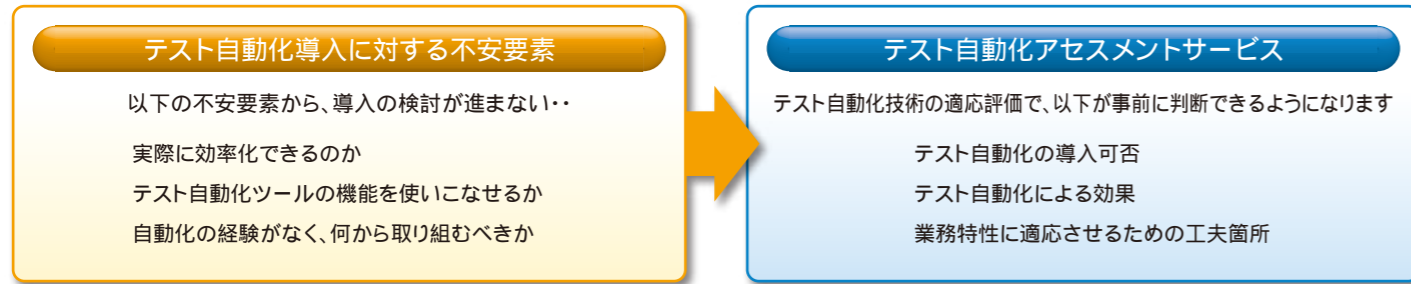 テスト自動化導入に対する不安要素
以下の不安要素から、導入の検討が進まない・・
実際に効率化できるのか
テスト自動化ツールの機能を使いこなせるか
自動化の経験がなく、何から取り組むべきか
テスト自動化アセスメントサービス
テスト自動化技術の適応評価で、以下が事前に判断できるようになります
テスト自動化の導入可否
テスト自動化による効果
業務特性に適応させるための工夫箇所